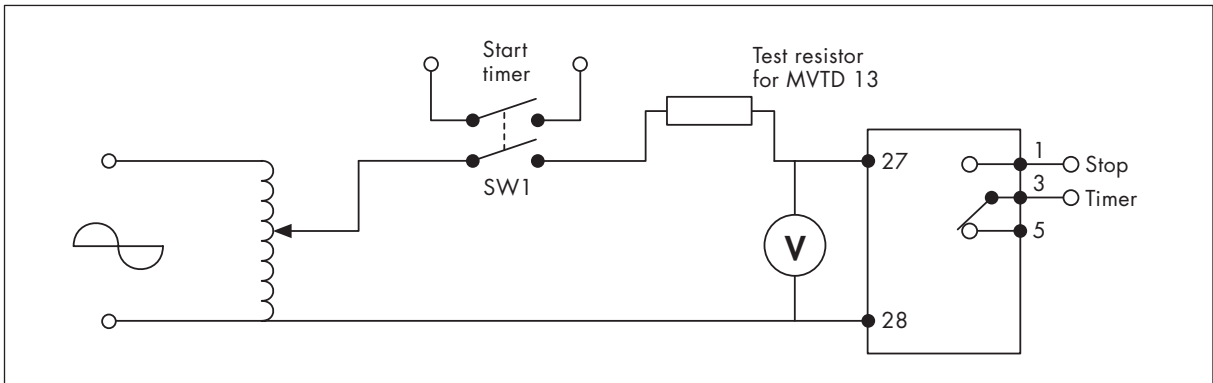 Start
timer
Test resistor
for MVTD 13
SW1
V
27
28
1
Stop
3
Timer
5